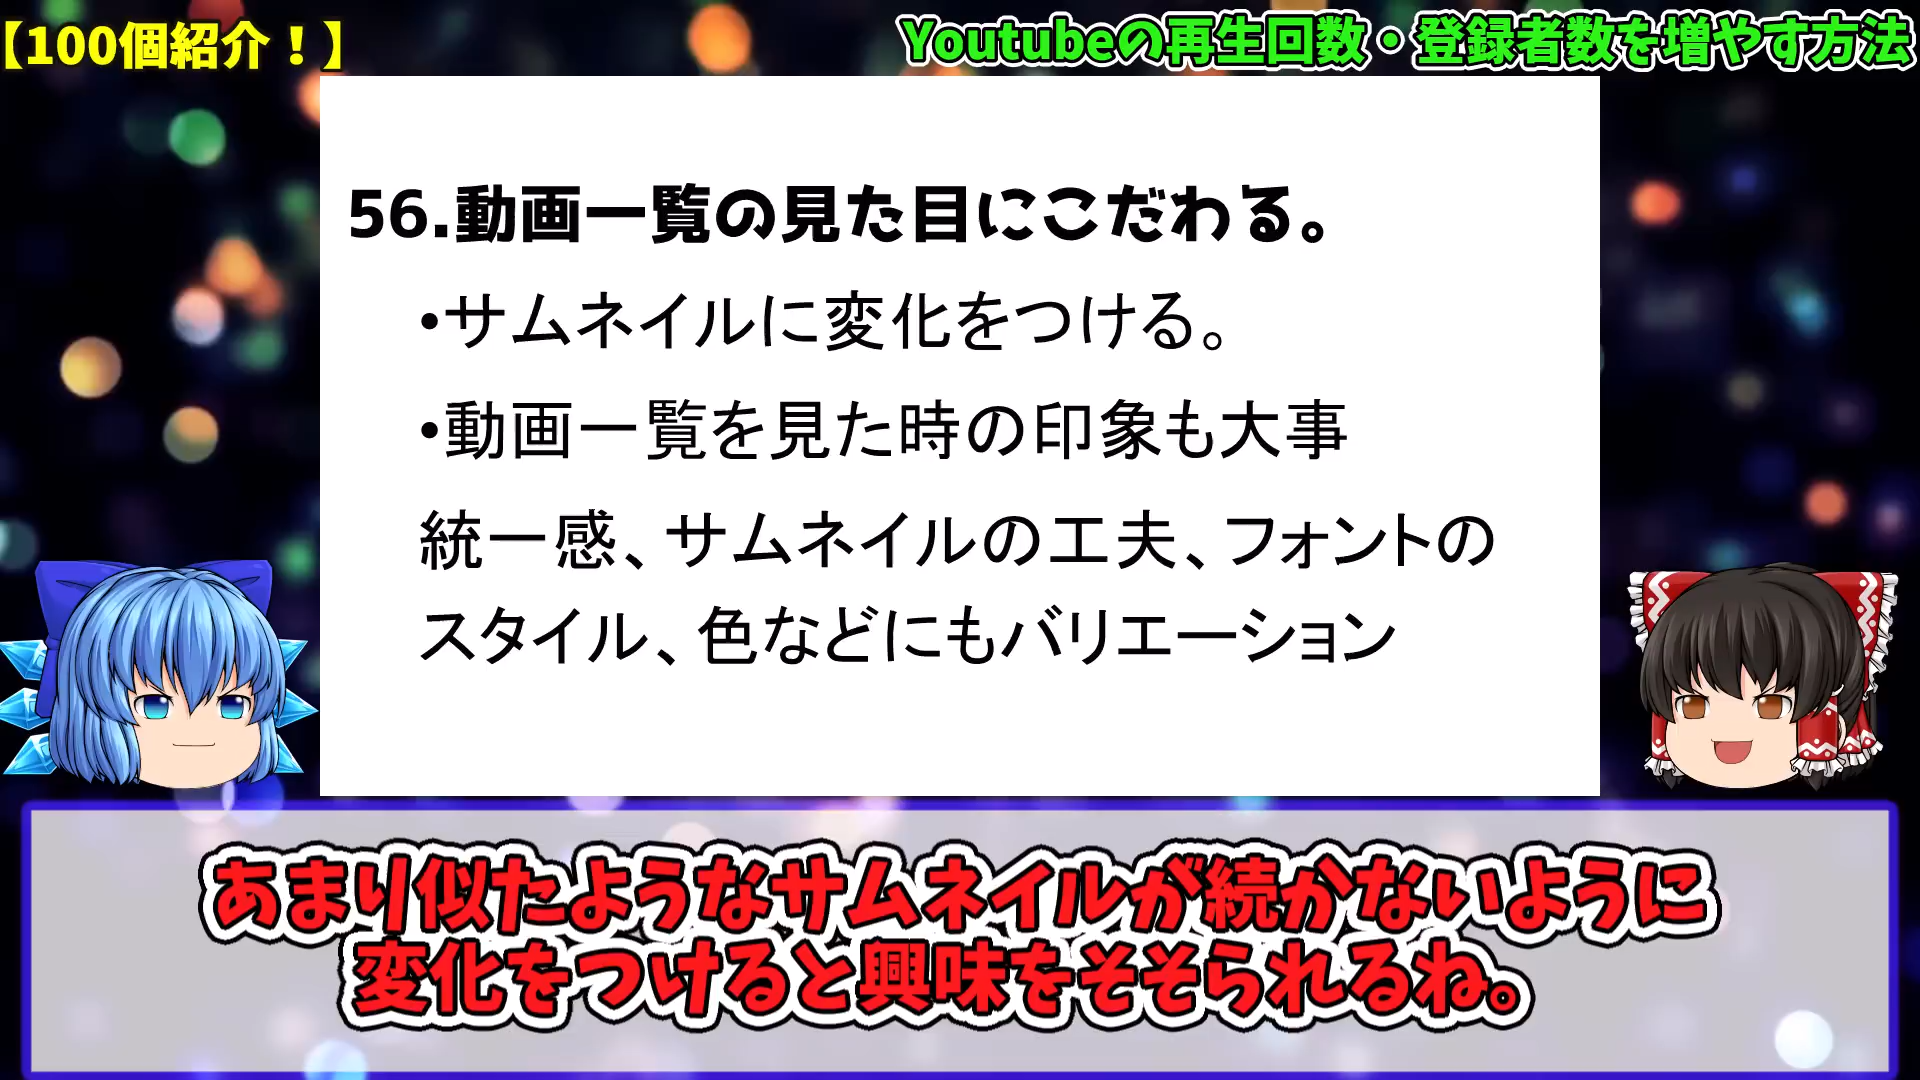 【100個紹介！】
Youtubeの再生回数・登録者数を増やす方法
56.動画一覧の見た目にこだわる。
•サムネイルに変化をつける。
•動画一覧を見た時の印象も大事
統一感、サムネイルの工夫、フォントの
スタイル、色などにもバリエーション
あまり似たようなサムネイルが続かないように
変化をつけると興味をそそられるね。